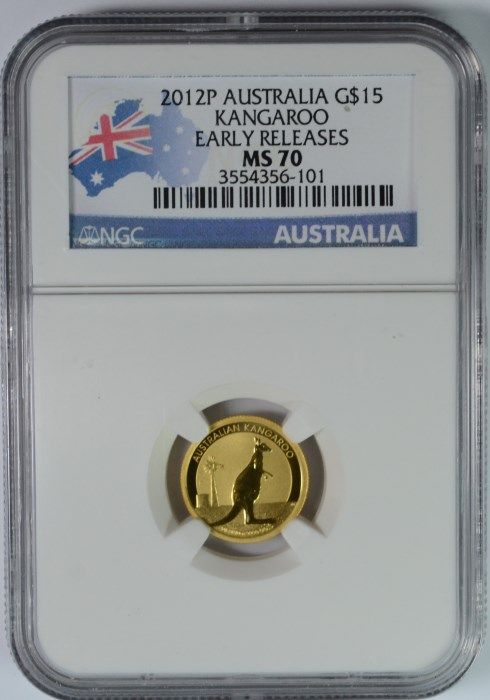 2012P AUSTRALIA G$15
KANGAROO
EARLY RELEASES
MS 70
3554356-101
NGC
AUSTRALIA
AUSTRALIAN KANGAROO